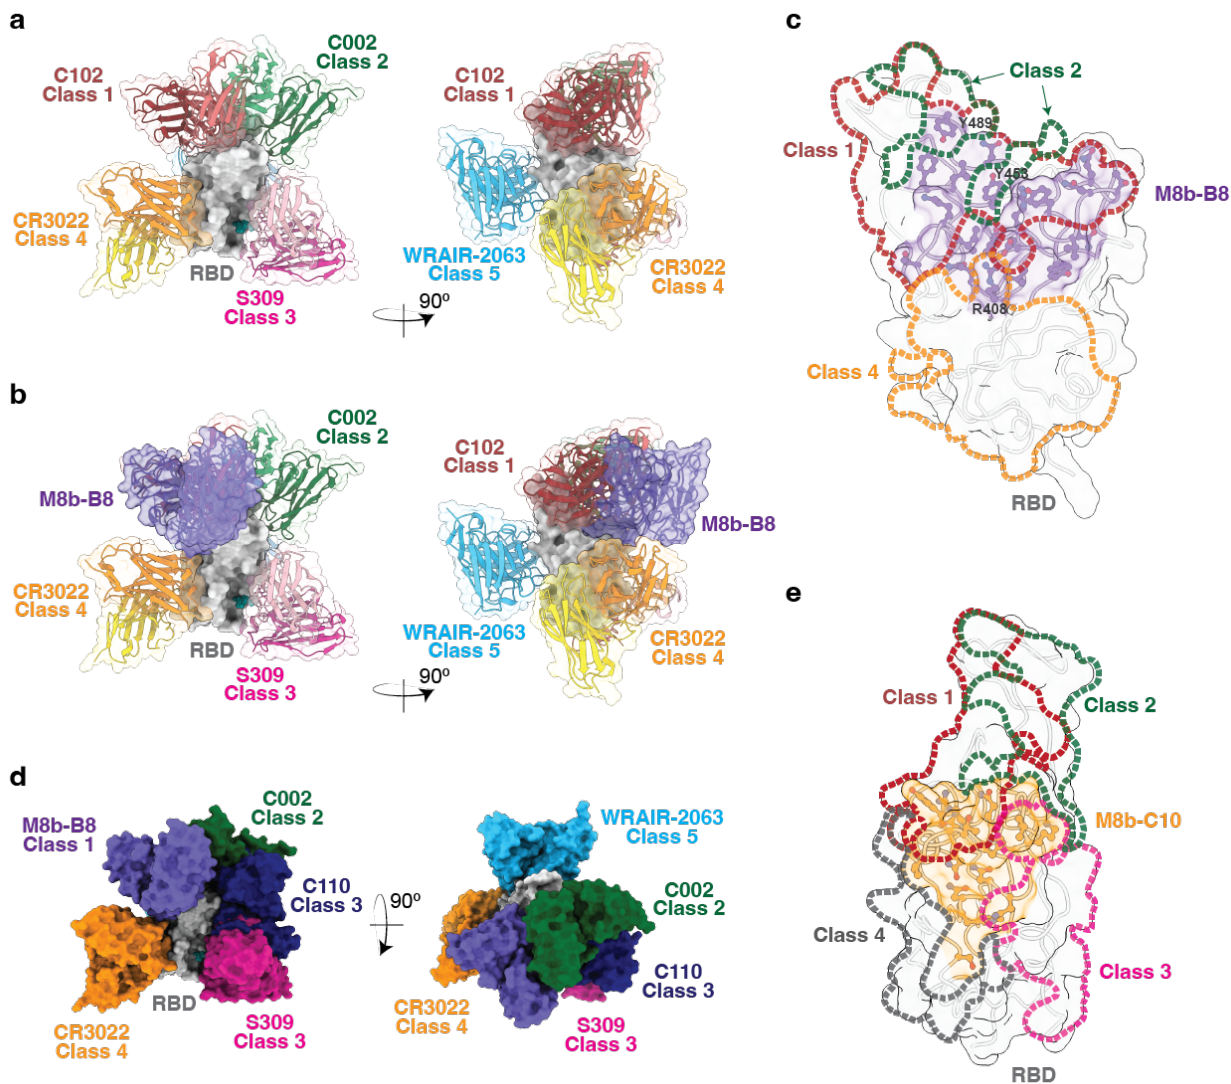 a
C102
Class 1
C002
Class 2
CR3022
Class 4
RBD
S309
Class 3
90º
C102
Class 1
WRAIR-2063
Class 5
CR3022
Class 4
b
M8b-B8
C002
Class 2
CR3022
Class 4
RBD
S309
Class 3
90º
C102
Class 1
M8b-B8
WRAIR-2063
Class 5
CR3022
Class 4
c
Class 2
Y489
Class 1
Y453
M8b-B8
R408
Class 4
RBD
d
M8b-B8
Class 1
C002
Class 2
C110
Class 3
CR3022
Class 4
RBD
S309
Class 3
90º
WRAIR-2063
Class 5
C002
Class 2
C110
Class 3
CR3022
Class 4
S309
Class 3
e
Class 1
Class 2
M8b-C10
Class 4
Class 3
RBD